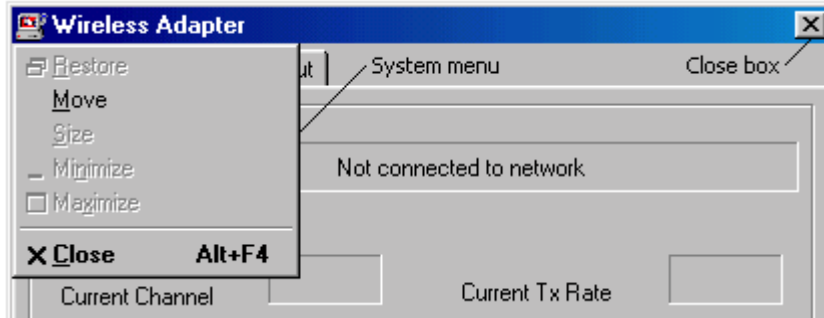 Wireless Adapter
Restore
ut
System menu
Close box
Move
Size
Minimize
Not connected to network
Maximize
Close Alt+F4
Current Channel
Current Tx Rate